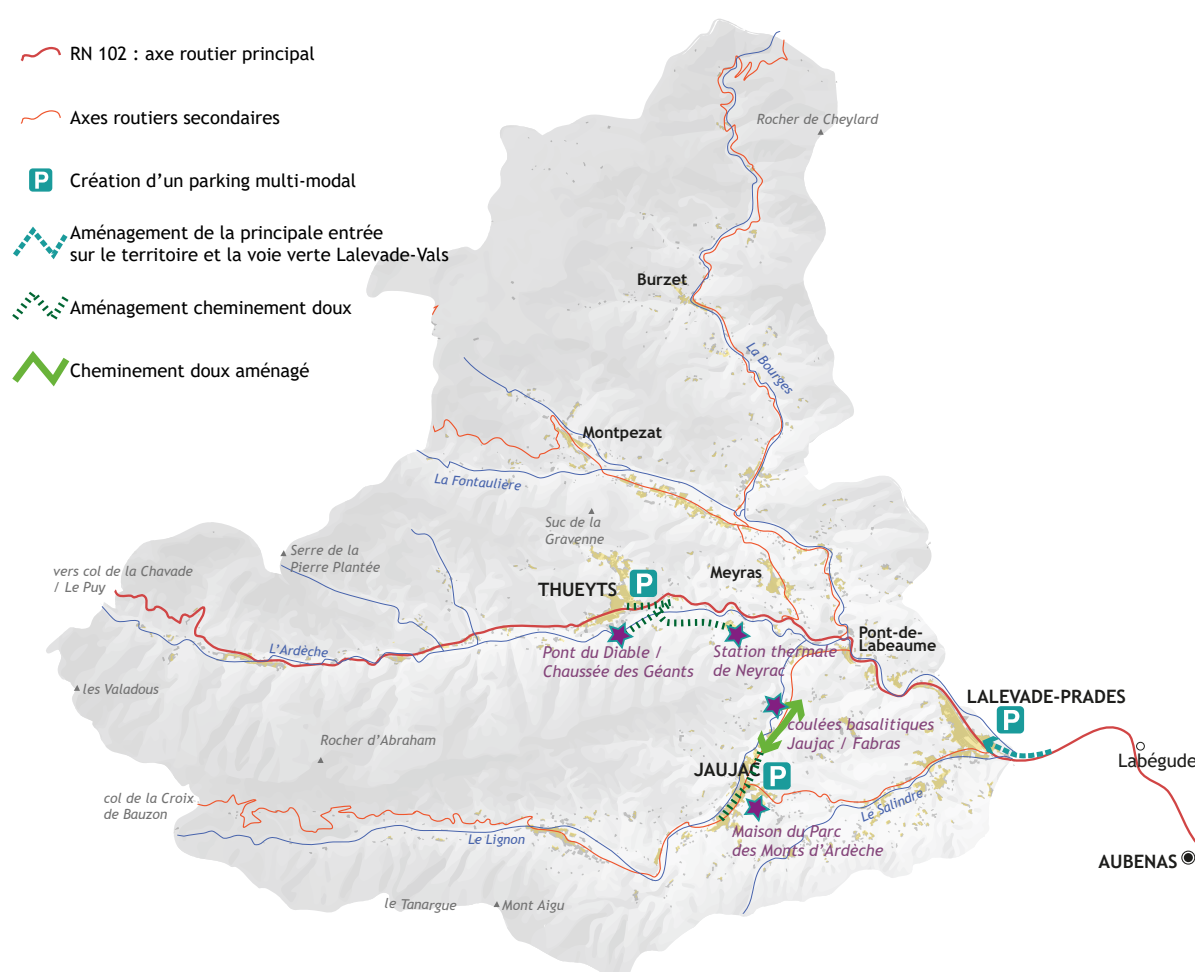 RN 102 : axe routier principal
Axes routiers secondaires
P
Création d'un parking multi-modal
Aménagement de la principale entrée
sur le territoire et la voie verte Lalevade-Vals
Aménagement cheminement doux
Cheminement doux aménagé
Rocher de Cheylard
Burzet
La Bourges
Montpezat
La Fontaulière
Suc de la
Gravenne
Serre de la
Pierre Plantée
vers col de la Chavade
/ Le Puy
THUEYTS
P
Meyras
L'Ardèche
Pont du Diable /
Chaussée des Géants
Station thermale
de Neyrac
Pont-de-
Labeaume
les Valadous
LALEVADE-PRADES
P
Rocher d'Abraham
coulées basalitiques
Jaujac / Fabras
Labégude
JAUJAC
P
col de la Croix
de Bauzon
Le Salindre
Le Lignon
Maison du Parc
des Monts d'Ardèche
AUBENAS
le Tanargue
Mont Aigu